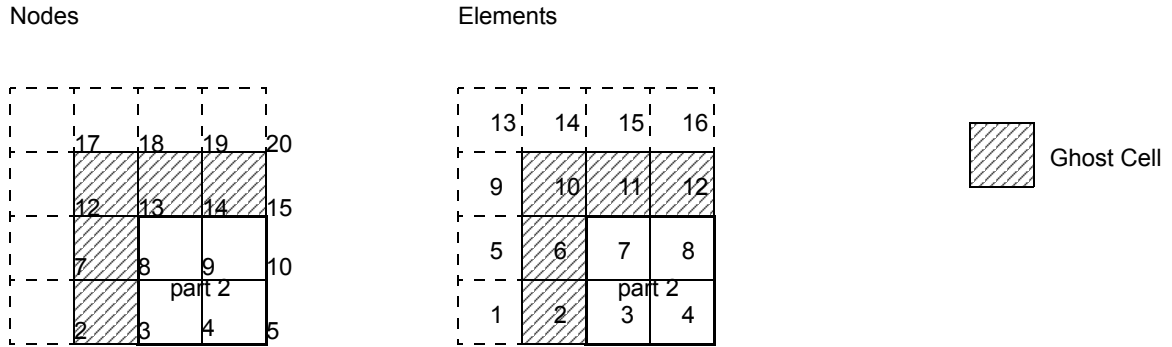 Nodes Elements
17 18 19 20 13 14 15 16
Ghost Cell
12 13 14 15 9 10 11 12
7 8 9 10 5 6 7 8
part 2 part 2
2 3 4 5 1 2 3 4